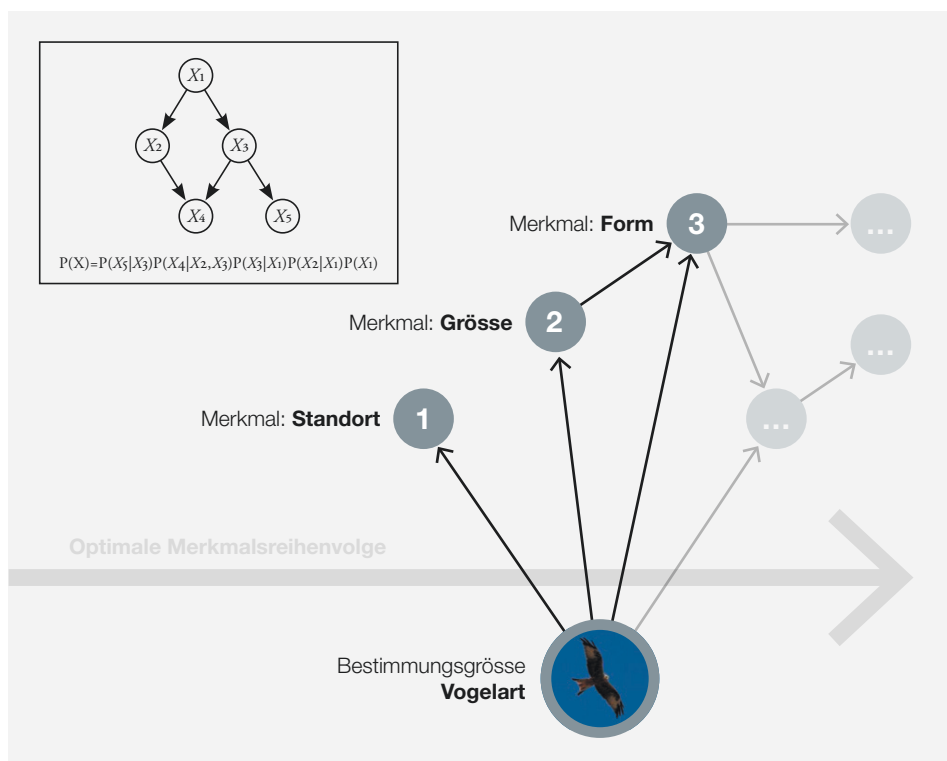 X1
X2
X3
X4
X5
P(X)=P(X5|X3)P(X4|X2,X3)P(X3|X1)P(X2|X1)P(X1)
Merkmal: Form
3
...
Merkmal: Grösse
2
...
Merkmal: Standort
1
...
Optimale Merkmalsreihenvolge
Bestimmungsgrösse
Vogelart